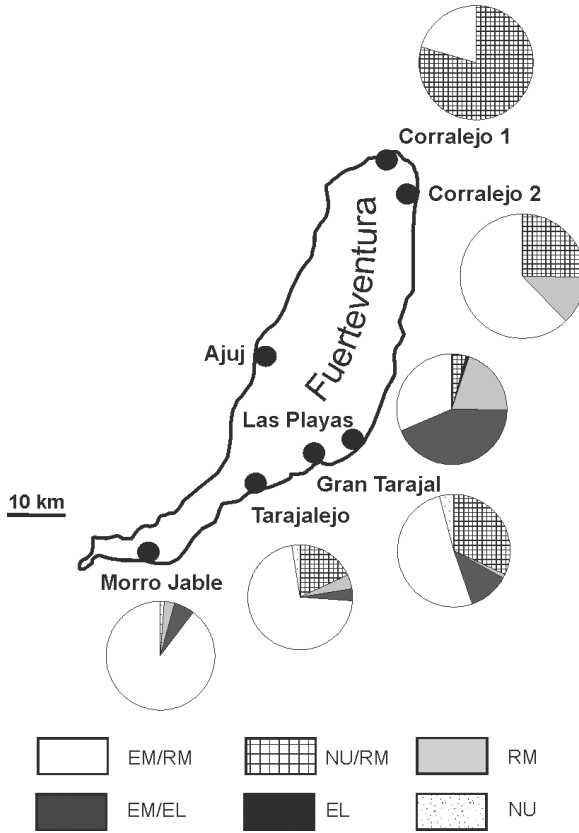 Corralejo 1
Corralejo 2
Fuerteventura
Ajuj
Las Playas
Gran Tarajal
10 km
Tarajalejo
Morro Jable
EM/RM
NU/RM
RM
EM/EL
EL
NU